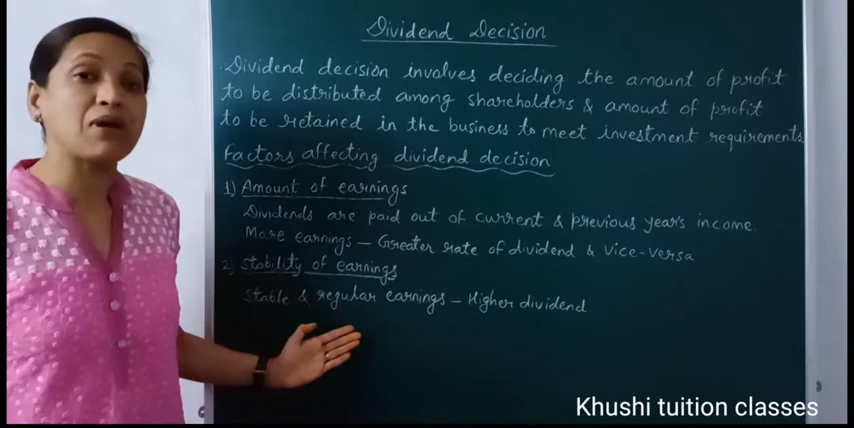 Dividend Decision
Dividend decision involves deciding the amount of profit
to be distributed among shareholders & amount of profit
to be retained in the business to meet investment requirements.
Factors affecting dividend decision
1) Amount of earnings
Dividends are paid out of current & previous year's income.
More earnings - Greater rate of dividend & vice-versa
2) Stability of earnings
Stable & regular earnings - Higher dividend
Khushi tuition classes